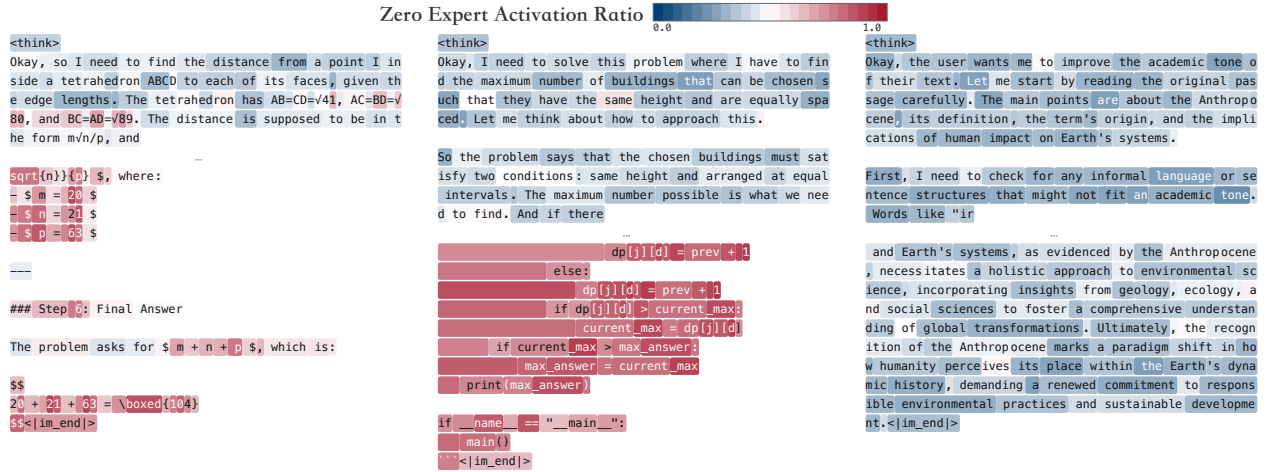 Zero Expert Activation Ratio
0.0 1.0
<think>
Okay, so I need to find the distance from a point I in
side a tetrahedron ABCD to each of its faces, given th
e edge lengths. The tetrahedron has AB=CD=√41, AC=BD=√
80, and BC=AD=√89. The distance is supposed to be in t
he form m√n/p, and
...
sqrt{n}}{p} $, where:
– $ m = 20 $
– $ n = 21 $
– $ p = 63 $
———
### Step 6: Final Answer
The problem asks for $ m + n + p $, which is:
$$
20 + 21 + 63 = \boxed{104}
$$<|im_end|>
<think>
Okay, I need to solve this problem where I have to fin
d the maximum number of buildings that can be chosen s
uch that they have the same height and are equally spa
ced. Let me think about how to approach this.
So the problem says that the chosen buildings must sat
isfy two conditions: same height and arranged at equal
intervals. The maximum number possible is what we nee
d to find. And if there
...
dp[j][d] = prev + 1
else:
dp[j][d] = prev + 1
if dp[j][d] > current_max:
current_max = dp[j][d]
if current_max > max_answer:
max_answer = current_max
print(max_answer)
if __name__ == "__main__":
main()
```<|im_end|>
<think>
Okay, the user wants me to improve the academic tone o
f their text. Let me start by reading the original pas
sage carefully. The main points are about the Anthropo
cene, its definition, the term's origin, and the impli
cations of human impact on Earth's systems.
First, I need to check for any informal language or se
ntence structures that might not fit an academic tone.
Words like "ir
...
and Earth's systems, as evidenced by the Anthropocene
, necessitates a holistic approach to environmental sc
ience, incorporating insights from geology, ecology, a
nd social sciences to foster a comprehensive understan
ding of global transformations. Ultimately, the recogn
ition of the Anthropocene marks a paradigm shift in ho
w humanity perceives its place within the Earth's dyna
mic history, demanding a renewed commitment to respons
ible environmental practices and sustainable developme
nt.<|im_end|>